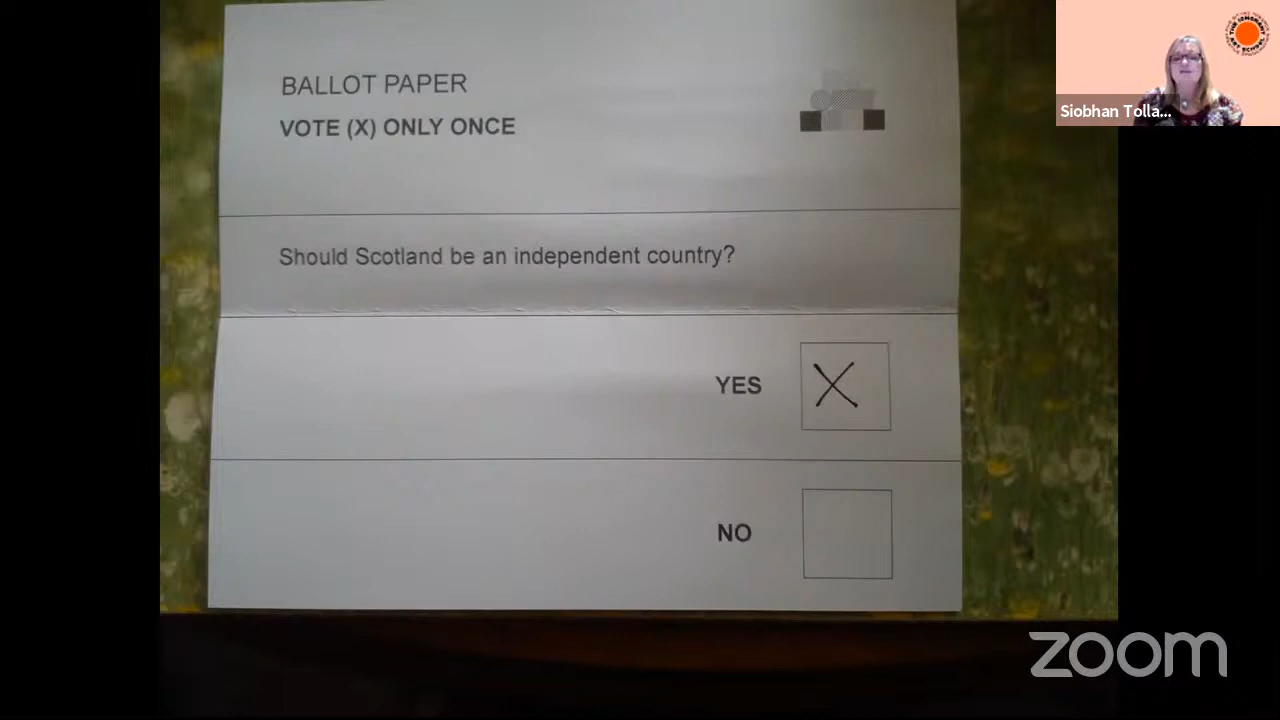 BALLOT PAPER
VOTE (X) ONLY ONCE
Should Scotland be an independent country?
YES
X
NO
Siobhan Tolla...
zoom